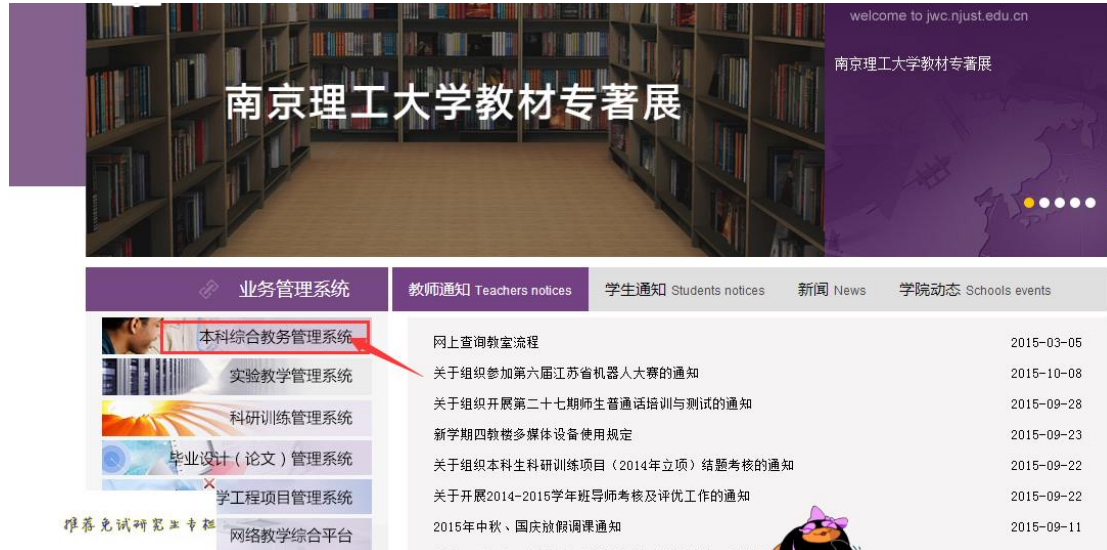 welcome to jwc.njust.edu.cn
南京理工大学教材专著展
南京理工大学教材专著展
业务管理系统
教师通知 Teachers notices
学生通知 Students notices
新闻 News
学院动态 Schools events
本科综合教务管理系统
实验教学管理系统
科研训练管理系统
毕业设计（论文）管理系统
学工程项目管理系统
推荐免试研究生专栏
网络教学综合平台
网上查询教室流程 2015-03-05
关于组织参加第六届江苏省机器人大赛的通知 2015-10-08
关于组织开展第二十七期师生普通话培训与测试的通知 2015-09-28
新学期四教楼多媒体设备使用规定 2015-09-23
关于组织本科生科研训练项目（2014年立项）结题考核的通知 2015-09-22
关于开展2014-2015学年班导师考核及评优工作的通知 2015-09-22
2015年中秋、国庆放假调课通知 2015-09-11